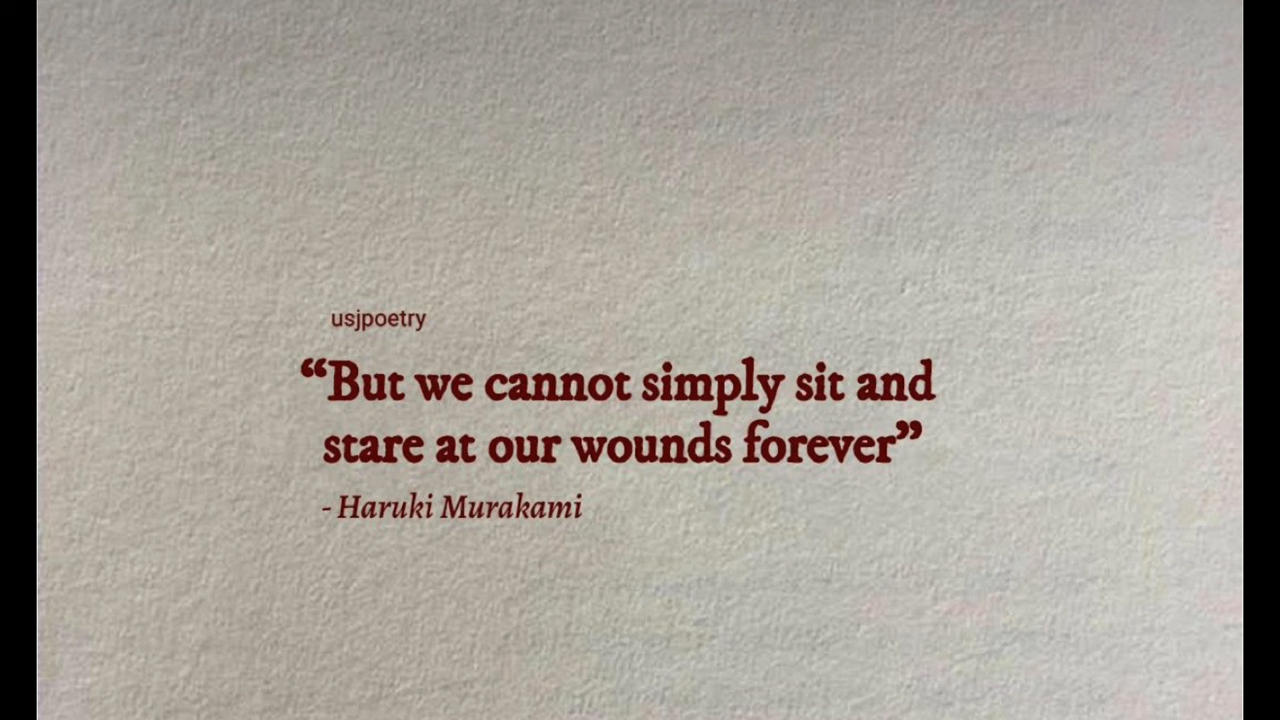 usjpoetry
“But we cannot simply sit and
stare at our wounds forever”
- Haruki Murakami